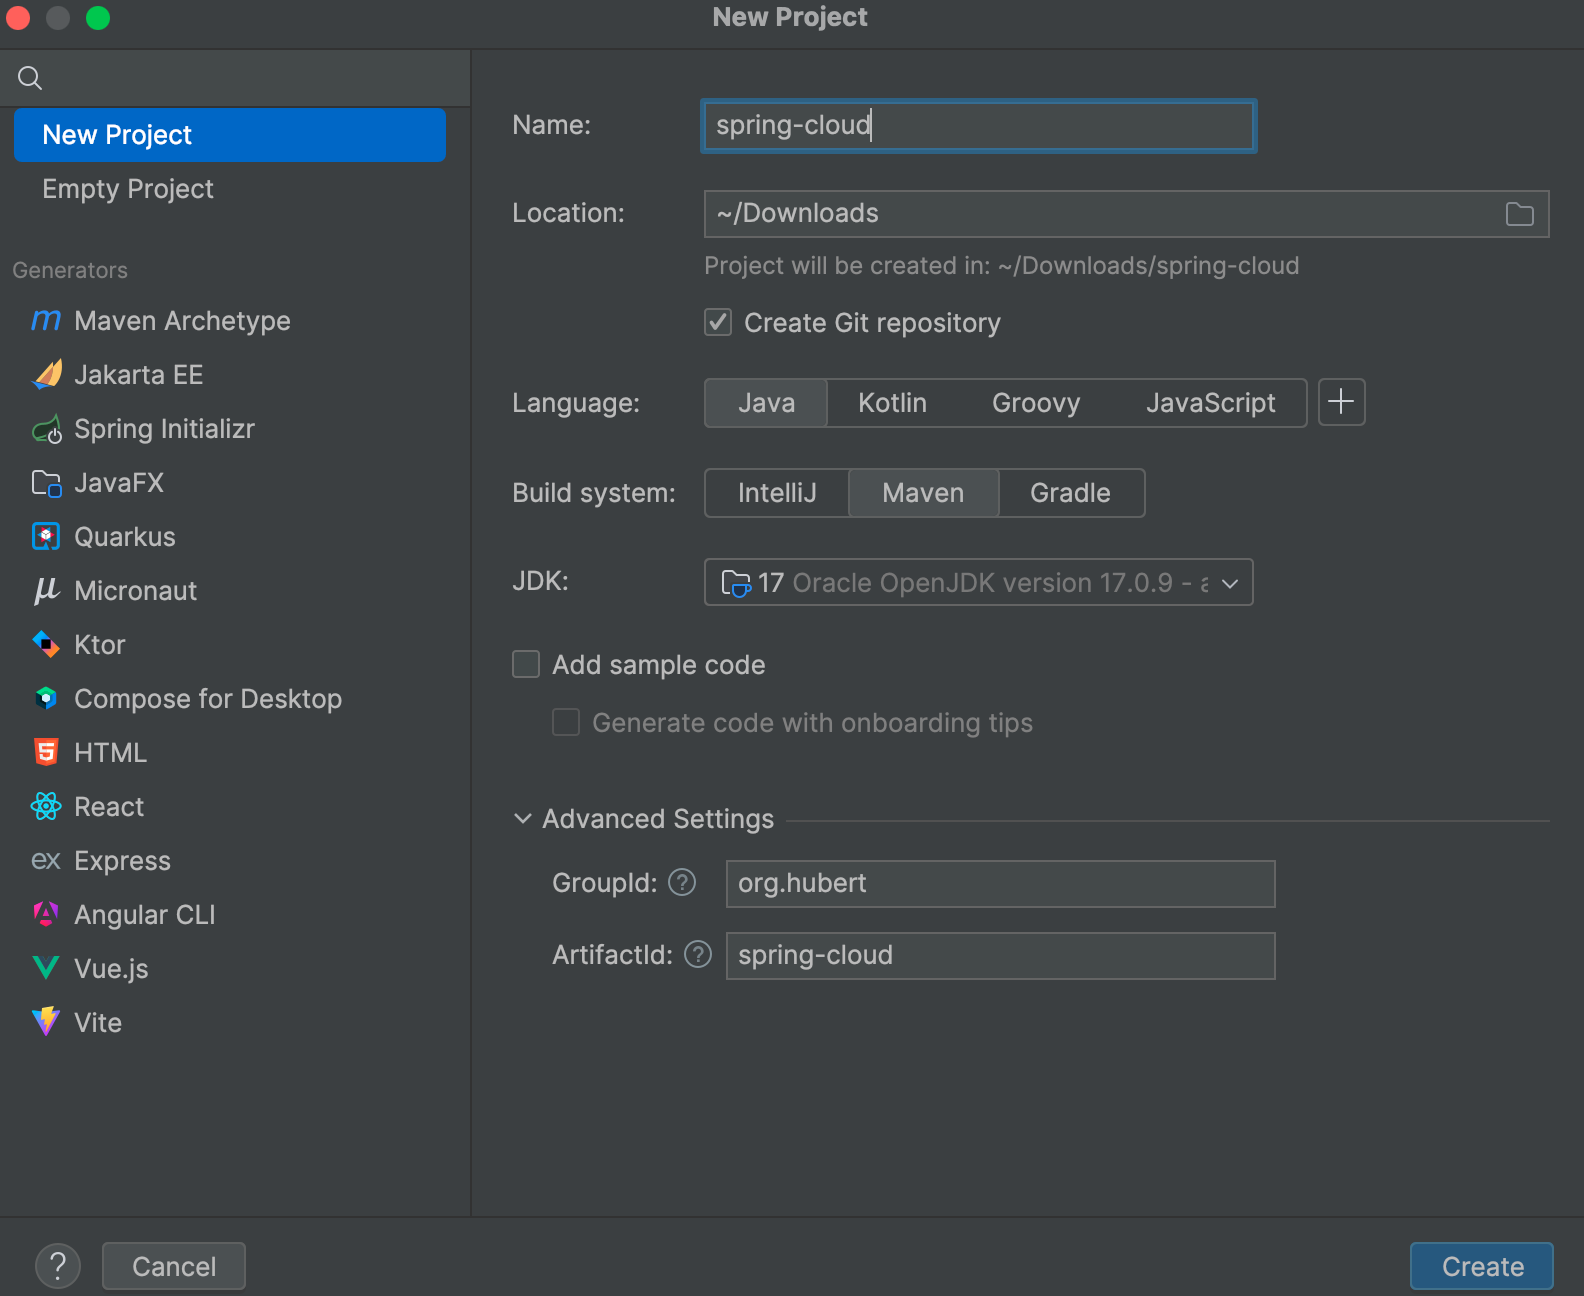 New Project
New Project
Empty Project
Generators
Maven Archetype
Jakarta EE
Spring Initializr
JavaFX
Quarkus
Micronaut
Ktor
Compose for Desktop
HTML
React
ex Express
Angular CLI
Vue.js
Vite
Name: spring-cloud
Location: ~/Downloads
Project will be created in: ~/Downloads/spring-cloud
Create Git repository
Language: Java Kotlin Groovy JavaScript +
Build system: IntelliJ Maven Gradle
JDK: 17 Oracle OpenJDK version 17.0.9 -
Add sample code
Generate code with onboarding tips
Advanced Settings
GroupId: ? org.hubert
ArtifactId: ? spring-cloud
? Cancel Create